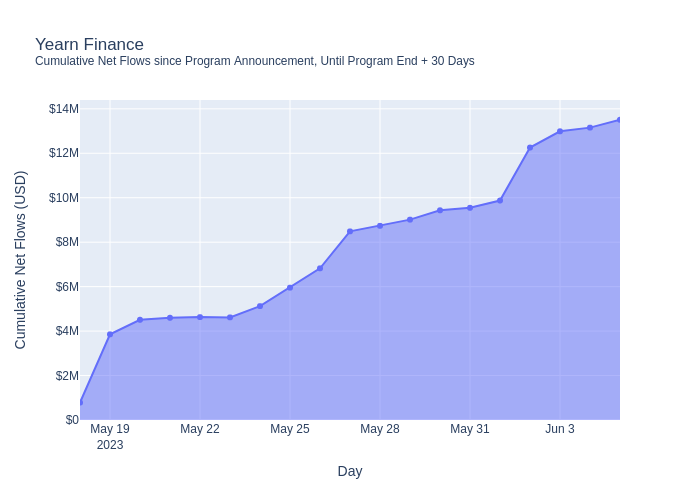 Yearn Finance
Cumulative Net Flows since Program Announcement, Until Program End + 30 Days
Cumulative Net Flows (USD)
$14M
$12M
$10M
$8M
$6M
$4M
$2M
$0
May 19
2023
May 22
May 25
May 28
May 31
Jun 3
Day